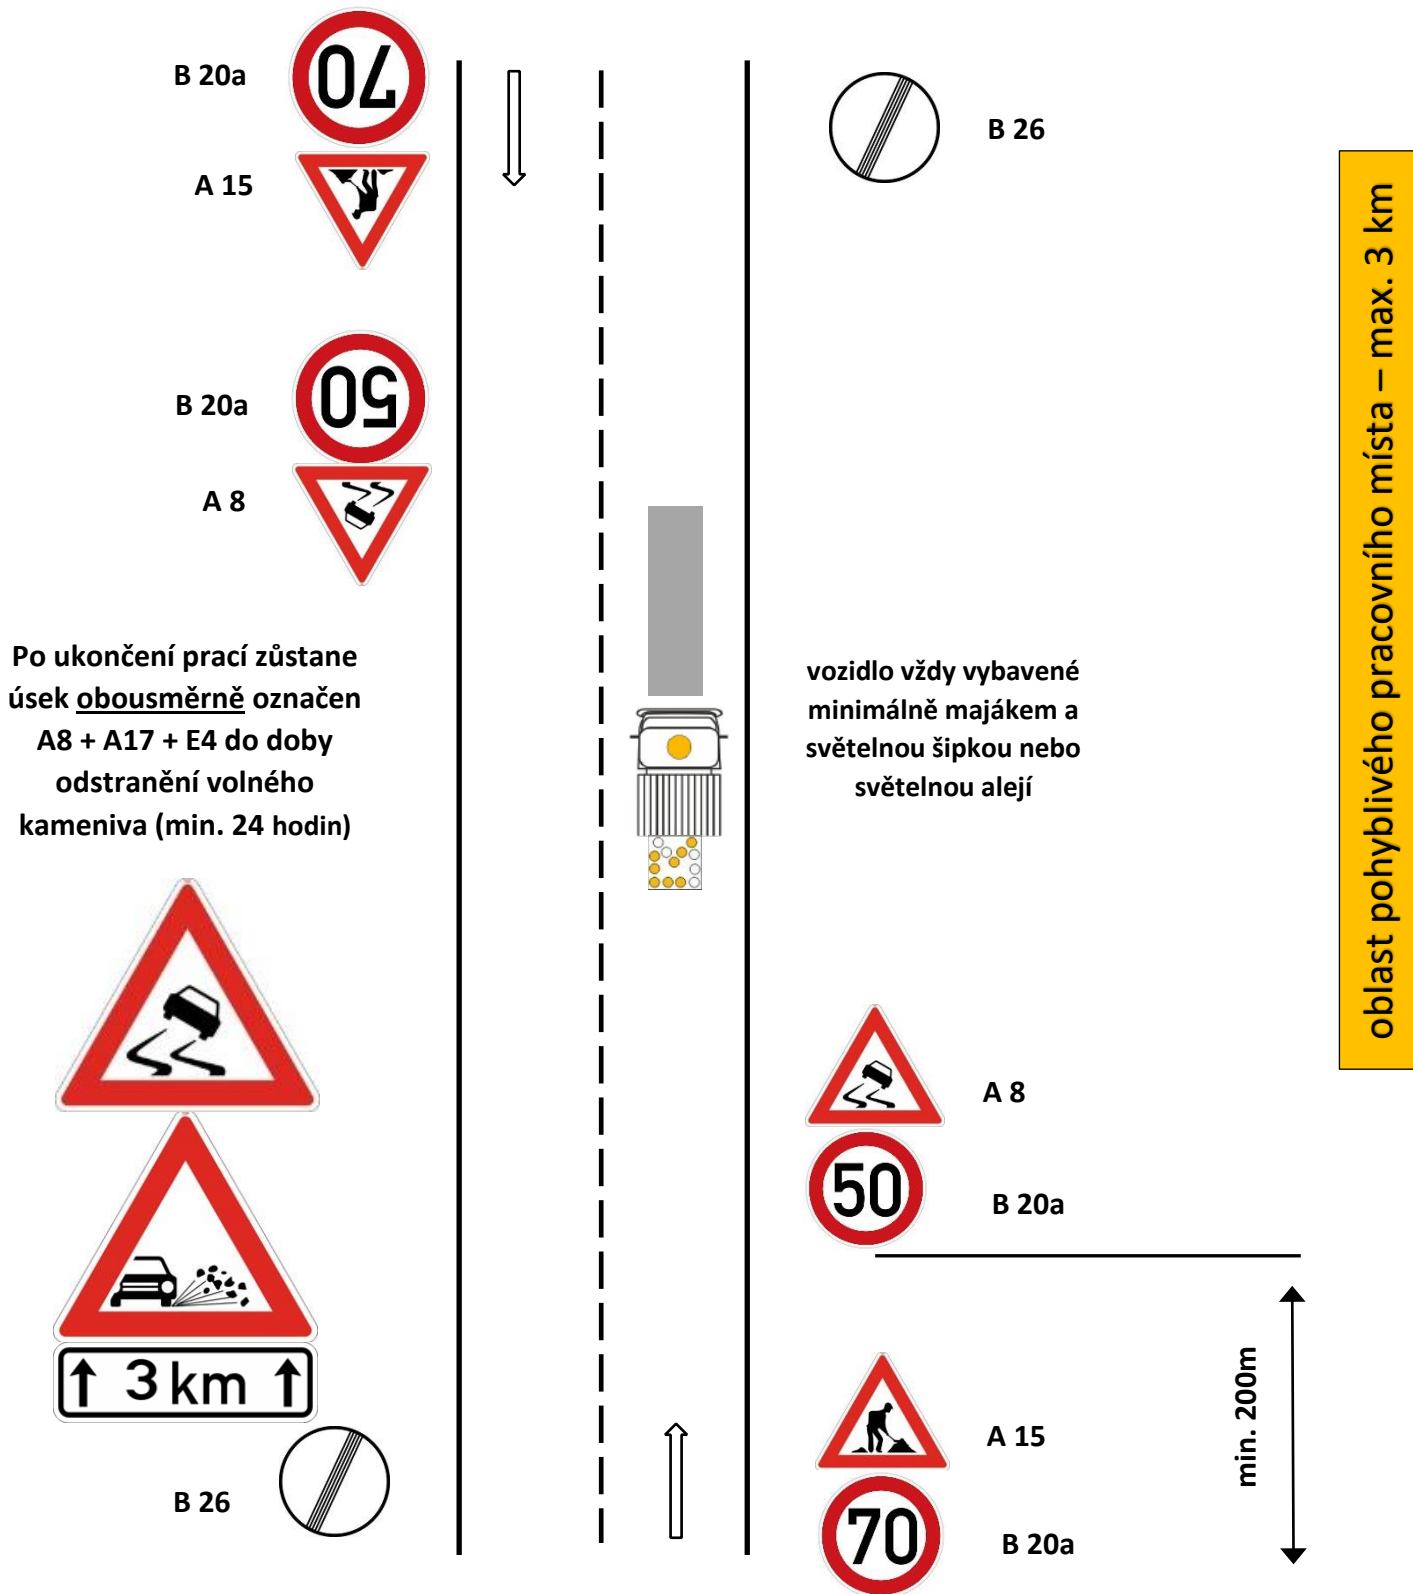 B 20a
70
B 26
A 15
oblast pohyblivého pracovního místa – max. 3 km
50
B 20a
A 8
Po ukončení prací zůstane
úsek obousměrně označen
A8 + A17 + E4 do doby
odstranění volného
kameniva (min. 24 hodin)
vozidlo vždy vybavené
minimálně majákem a
světelnou šipkou nebo
světelnou alejí
A 8
50
B 20a
3 km
min. 200m
A 15
B 26
70
B 20a